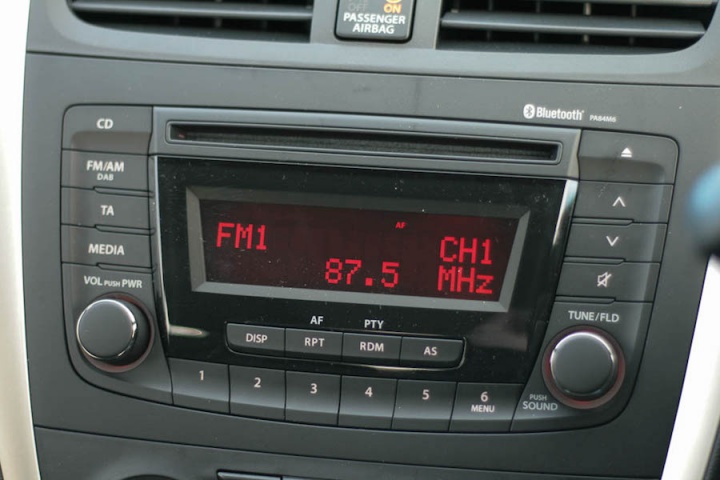 OFF ON
PASSENGER
AIRBAG
Bluetooth PA64M6
CD
FM/AM
DAB
TA
MEDIA
VOL PUSH PWR
AF
FM1 CH1
87.5 MHz
AF PTY
DISP RPT RDM AS
1 2 3 4 5 6
MENU
TUNE/FLD
PUSH
SOUND